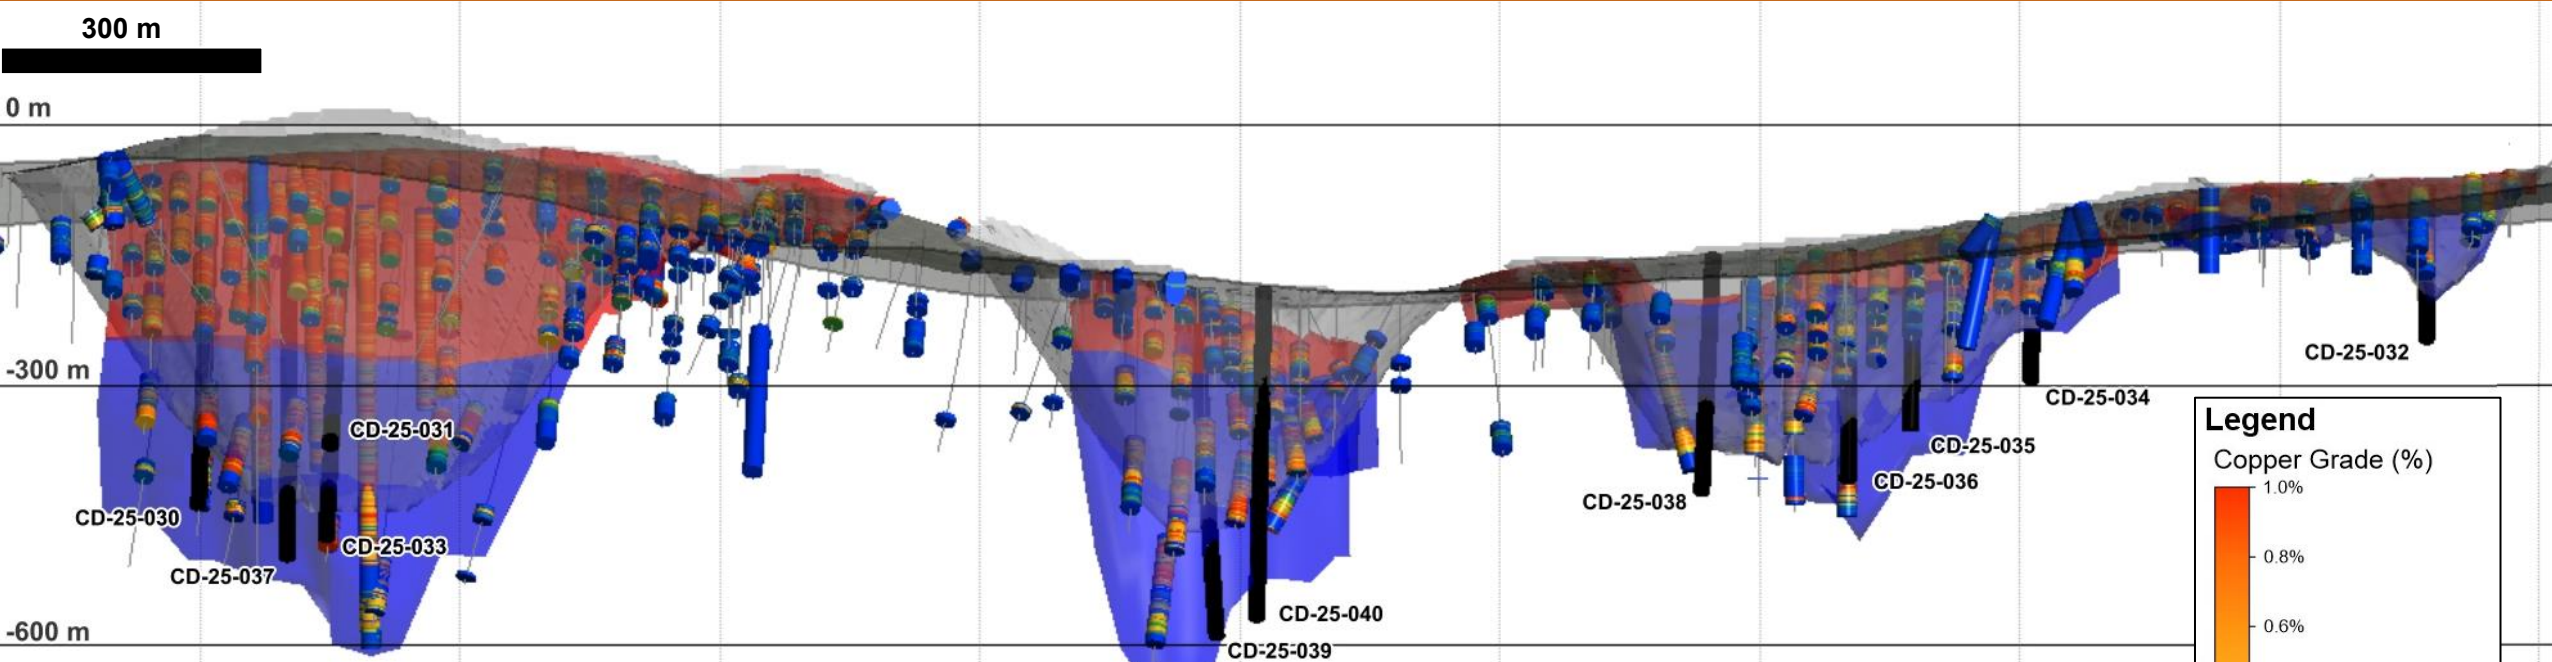 300 m
0 m
-300 m
-600 m
CD-25-030
CD-25-031
CD-25-033
CD-25-037
CD-25-040
CD-25-039
CD-25-038
CD-25-036
CD-25-035
CD-25-034
CD-25-032
Legend
Copper Grade (%)
1.0%
0.8%
0.6%